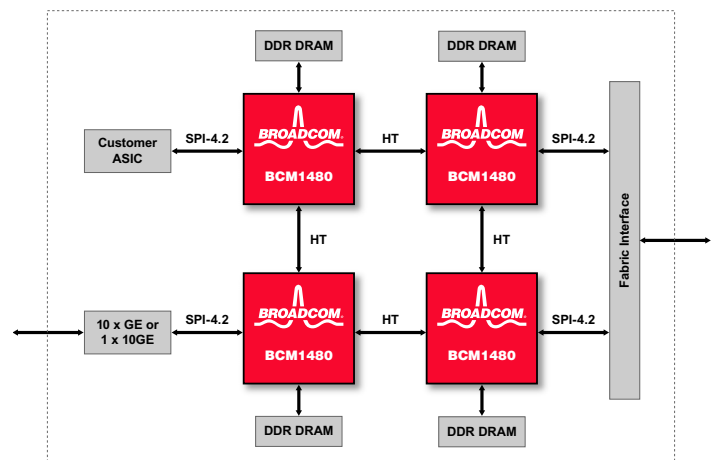 DDR DRAM
DDR DRAM
Customer
ASIC
SPI-4.2
BROADCOM®
BCM1480
HT
BROADCOM®
BCM1480
SPI-4.2
HT
HT
Fabric Interface
10 x GE or
1 x 10GE
SPI-4.2
BROADCOM®
BCM1480
HT
BROADCOM®
BCM1480
SPI-4.2
DDR DRAM
DDR DRAM